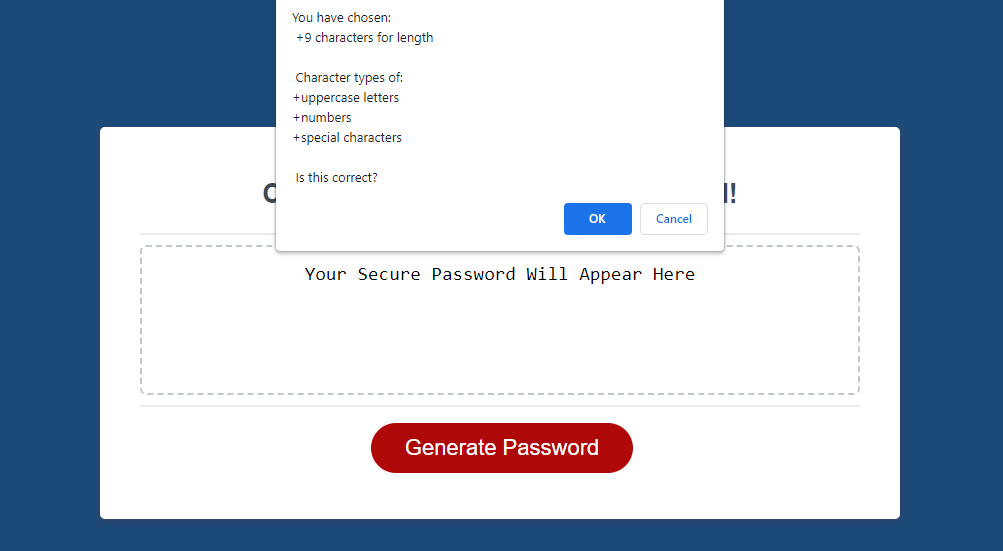 You have chosen:
+9 characters for length
Character types of:
+uppercase letters
+numbers
+special characters
Is this correct?
OK Cancel
Your Secure Password Will Appear Here
Generate Password